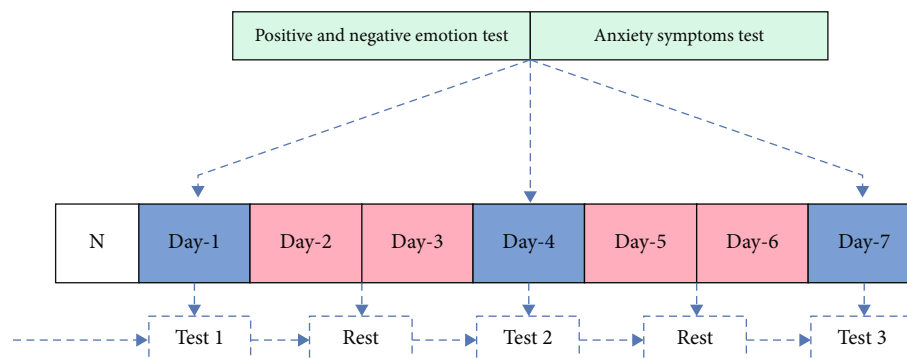 Positive and negative emotion test
Anxiety symptoms test
N
Day-1
Day-2
Day-3
Day-4
Day-5
Day-6
Day-7
Test 1
Rest
Test 2
Rest
Test 3